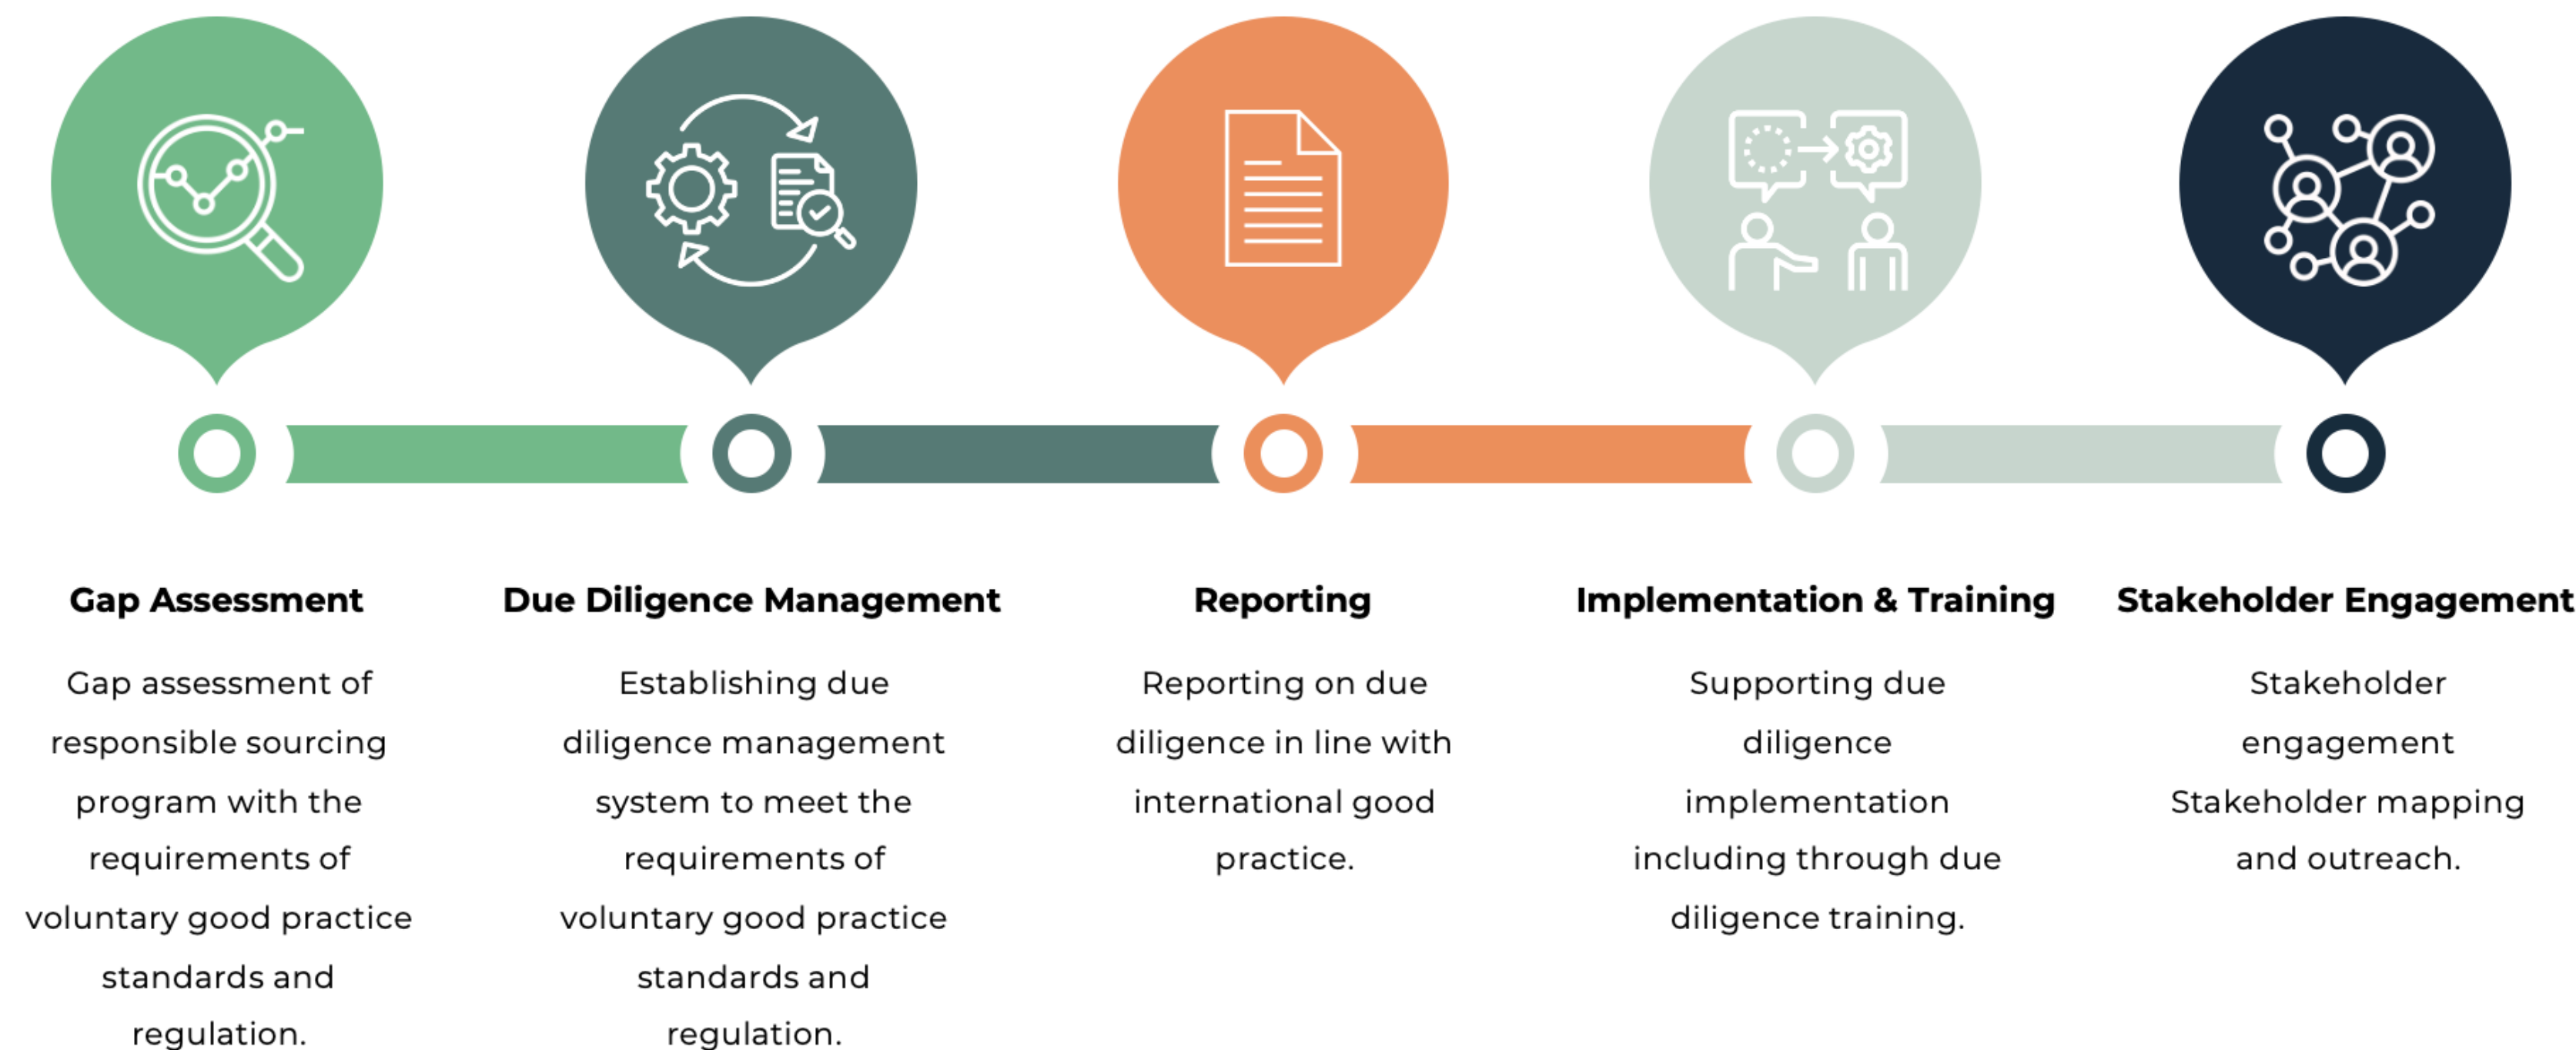 Gap Assessment
Gap assessment of
responsible sourcing
program with the
requirements of
voluntary good practice
standards and
regulation.
Due Diligence Management
Establishing due
diligence management
system to meet the
requirements of
voluntary good practice
standards and
regulation.
Reporting
Reporting on due
diligence in line with
international good
practice.
Implementation & Training
Supporting due
diligence
implementation
including through due
diligence training.
Stakeholder Engagement
Stakeholder
engagement
Stakeholder mapping
and outreach.